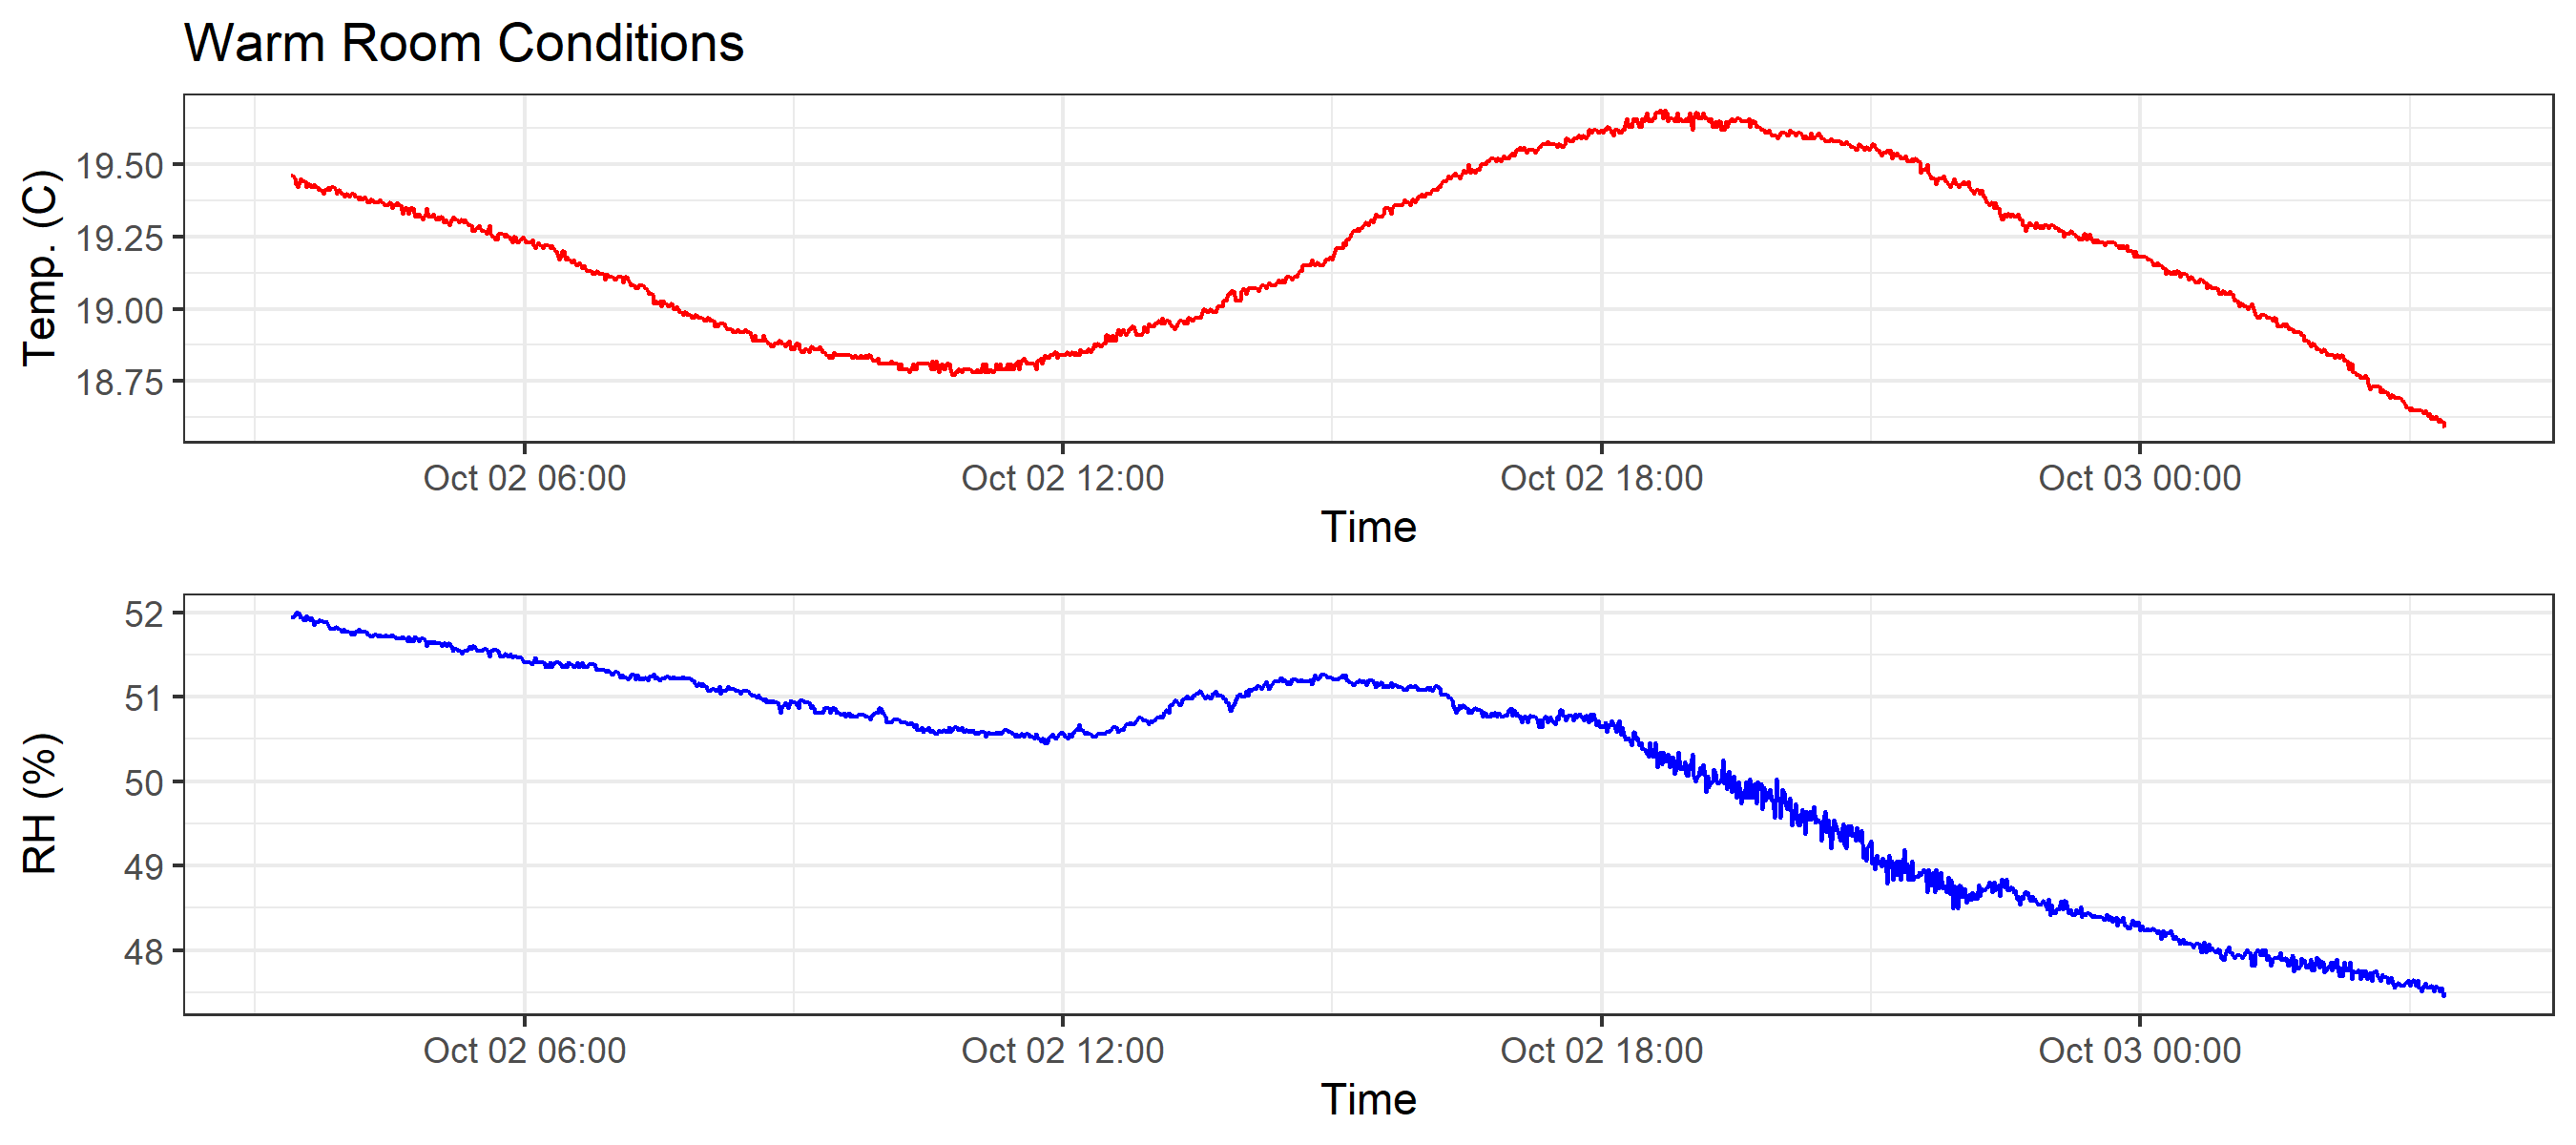 Warm Room Conditions
Temp. (C)
19.50
19.25
19.00
18.75
Oct 02 06:00 Oct 02 12:00 Oct 02 18:00 Oct 03 00:00
Time
RH (%)
52
51
50
49
48
Oct 02 06:00 Oct 02 12:00 Oct 02 18:00 Oct 03 00:00
Time